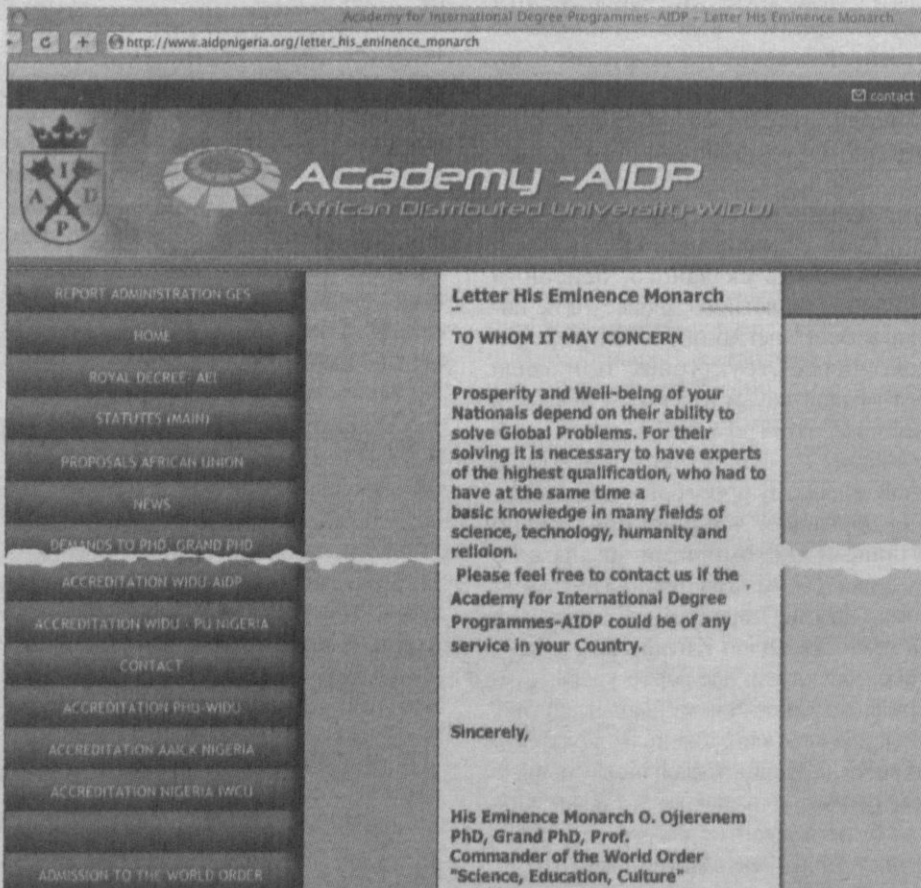 Academy for International Degree Programmes-AIDP - Letter His Eminence Monarch
http://www.aidpnigeria.org/letter_his_eminence_monarch
contact
A I D P
Academy -AIDP
(African Distributed University-WIDU)
REPORT ADMINISTRATION GES
HOME
ROYAL DECREE- AEI
STATUTES (MAIN)
PROPOSALS AFRICAN UNION
NEWS
DEMANDS TO PHD, GRAND PHD
ACCREDITATION WIDU-AIDP
ACCREDITATION WIDU - PU NIGERIA
CONTACT
ACCREDITATION PHU-WIDU
ACCREDITATION AAICK NIGERIA
ACCREDITATION NIGERIA IWCU
ADMISSION TO THE WORLD ORDER
Letter His Eminence Monarch
TO WHOM IT MAY CONCERN
Prosperity and Well-being of your
Nationals depend on their ability to
solve Global Problems. For their
solving it is necessary to have experts
of the highest qualification, who had to
have at the same time a
basic knowledge in many fields of
science, technology, humanity and
religion.
Please feel free to contact us if the
Academy for International Degree
Programmes-AIDP could be of any
service in your Country.
Sincerely,
His Eminence Monarch O. Ojierenem
PhD, Grand PhD, Prof.
Commander of the World Order
"Science, Education, Culture"